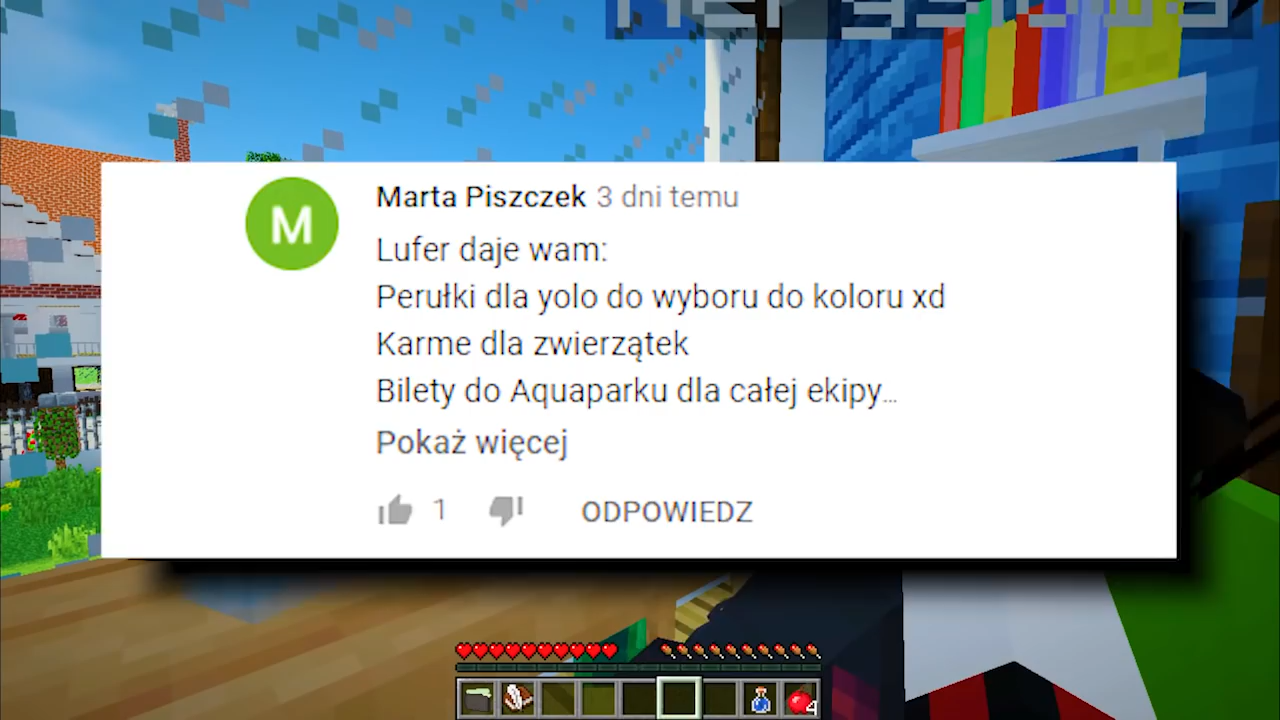 M
Marta Piszczek 3 dni temu
Lufer daje wam:
Perułki dla yolo do wyboru do koloru xd
Karme dla zwierzątek
Bilety do Aquaparku dla całej ekipy...
Pokaż więcej
1 ODPOWIEDZ
4